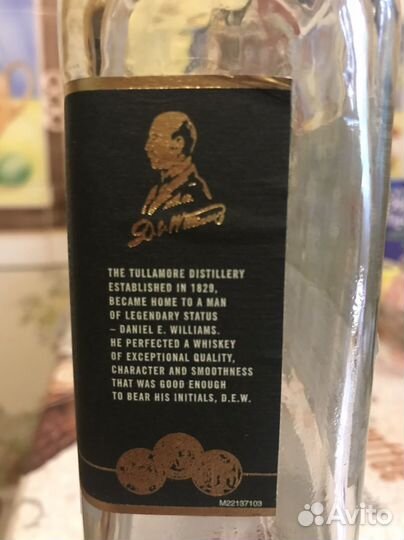 D.E. Williams
THE TULLAMORE DISTILLERY
ESTABLISHED IN 1829,
BECAME HOME TO A MAN
OF LEGENDARY STATUS
– DANIEL E. WILLIAMS.
HE PERFECTED A WHISKEY
OF EXCEPTIONAL QUALITY,
CHARACTER AND SMOOTHNESS
THAT WAS GOOD ENOUGH
TO BEAR HIS INITIALS, D.E.W.
M22137103
Avito